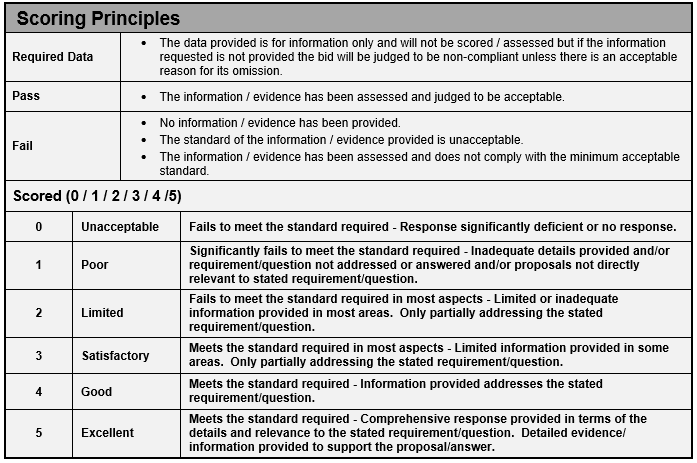 Scoring Principles
Required Data
• The data provided is for information only and will not be scored / assessed but if the information
requested is not provided the bid will be judged to be non-compliant unless there is an acceptable
reason for its omission.
Pass
• The information / evidence has been assessed and judged to be acceptable.
Fail
• No information / evidence has been provided.
• The standard of the information / evidence provided is unacceptable.
• The information / evidence has been assessed and does not comply with the minimum acceptable
standard.
Scored (0 / 1 / 2 / 3 / 4 /5)
0 Unacceptable Fails to meet the standard required - Response significantly deficient or no response.
1 Poor
Significantly fails to meet the standard required - Inadequate details provided and/or
requirement/question not addressed or answered and/or proposals not directly
relevant to stated requirement/question.
2 Limited
Fails to meet the standard required in most aspects - Limited or inadequate
information provided in most areas. Only partially addressing the stated
requirement/question.
3 Satisfactory
Meets the standard required in most aspects - Limited information provided in some
areas. Only partially addressing the stated requirement/question.
4 Good
Meets the standard required - Information provided addresses the stated
requirement/question.
5 Excellent
Meets the standard required - Comprehensive response provided in terms of the
details and relevance to the stated requirement/question. Detailed evidence/
information provided to support the proposal/answer.